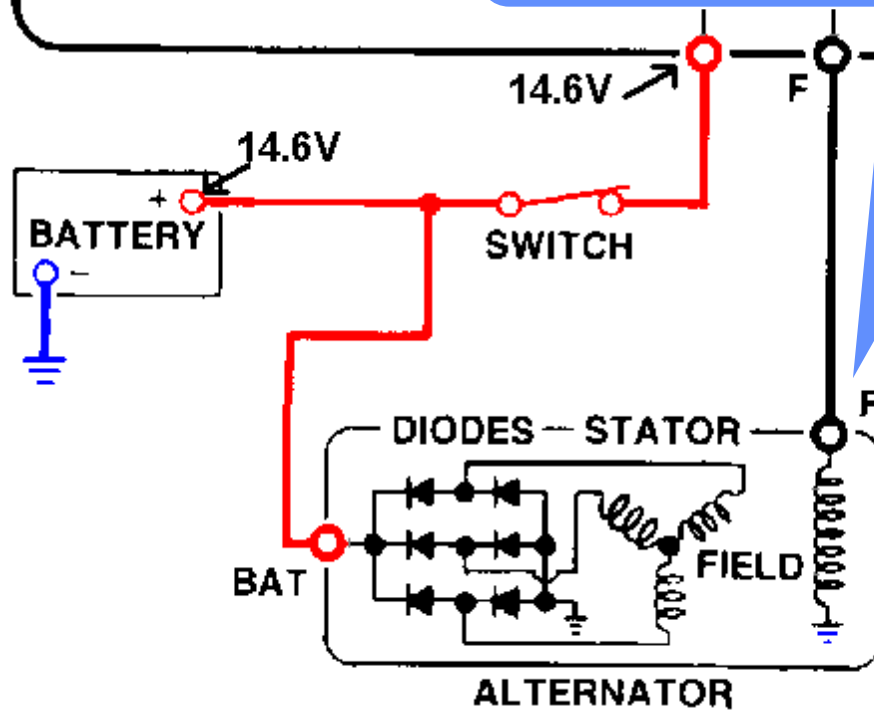 14.6V
F
14.6V
+
BATTERY
SWITCH
-
F
DIODES - STATOR
BAT
FIELD
ALTERNATOR